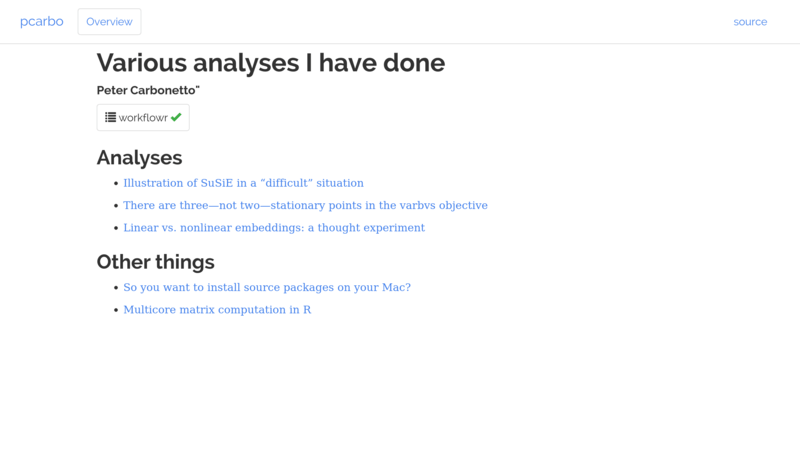 pcarbo Overview source
Various analyses I have done
Peter Carbonetto"
workflowr
Analyses
Illustration of SuSiE in a “difficult” situation
There are three—not two—stationary points in the varbvs objective
Linear vs. nonlinear embeddings: a thought experiment
Other things
So you want to install source packages on your Mac?
Multicore matrix computation in R